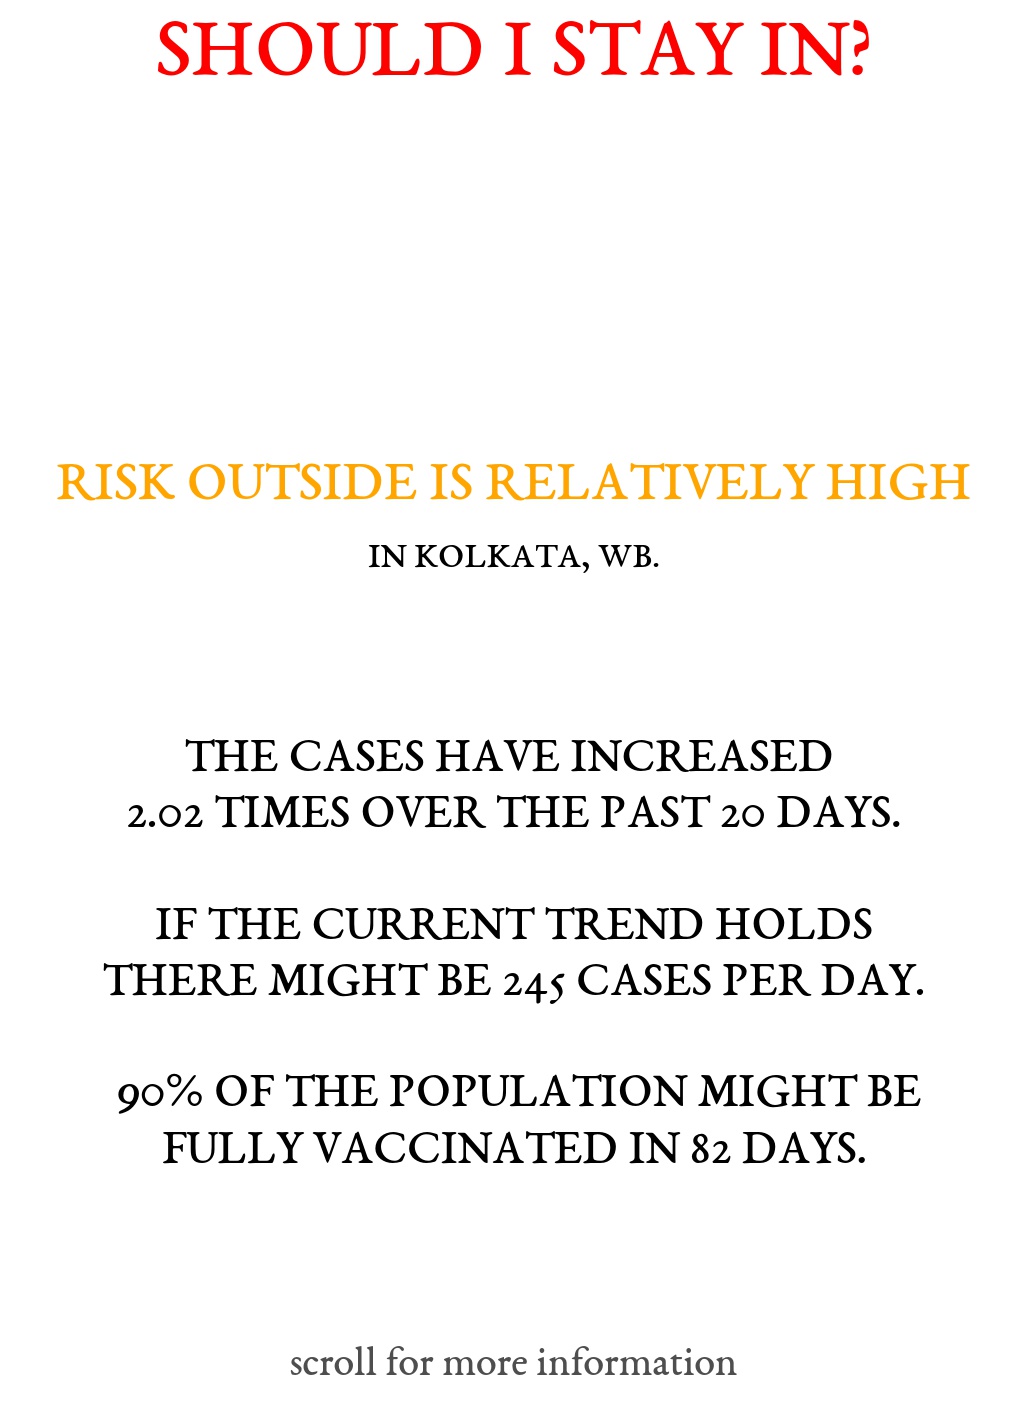 SHOULD I STAY IN?
RISK OUTSIDE IS RELATIVELY HIGH
IN KOLKATA, WB.
THE CASES HAVE INCREASED
2.02 TIMES OVER THE PAST 20 DAYS.
IF THE CURRENT TREND HOLDS
THERE MIGHT BE 245 CASES PER DAY.
90% OF THE POPULATION MIGHT BE
FULLY VACCINATED IN 82 DAYS.
scroll for more information